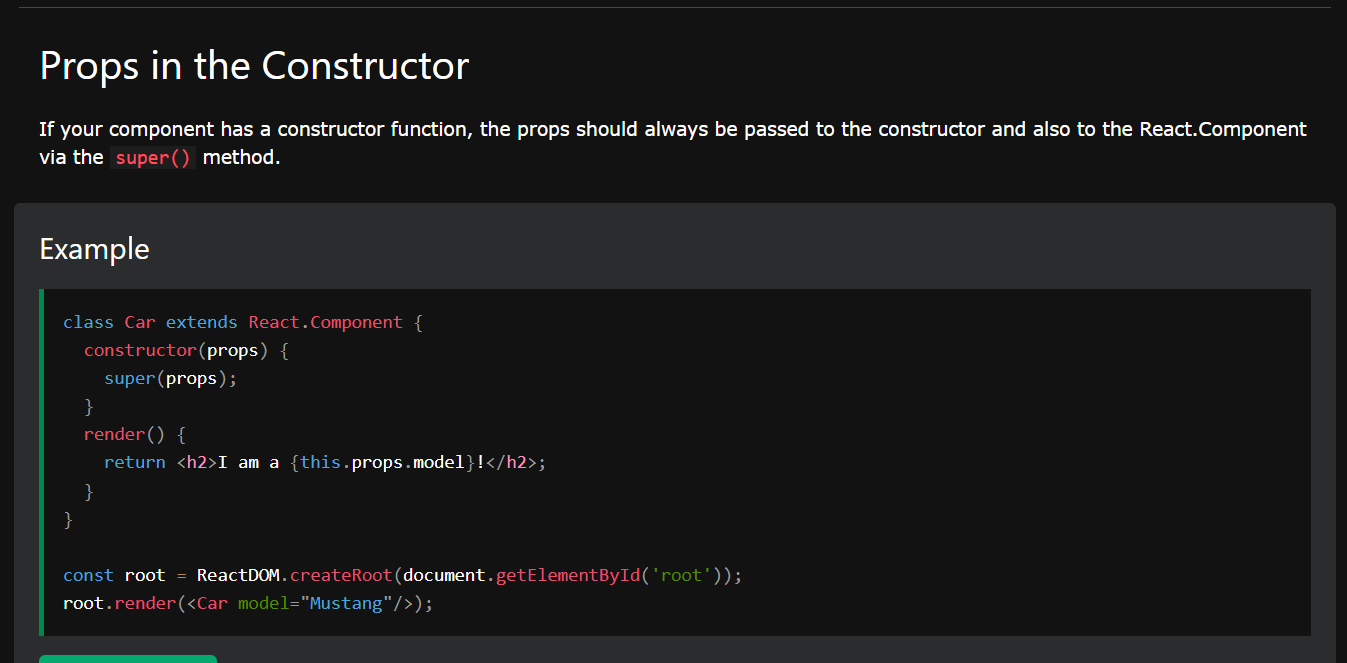 Props in the Constructor
If your component has a constructor function, the props should always be passed to the constructor and also to the React.Component
via the super() method.
Example
class Car extends React.Component {
  constructor(props) {
    super(props);
  }
  render() {
    return <h2>I am a {this.props.model}!</h2>;
  }
}

const root = ReactDOM.createRoot(document.getElementById('root'));
root.render(<Car model="Mustang"/>);